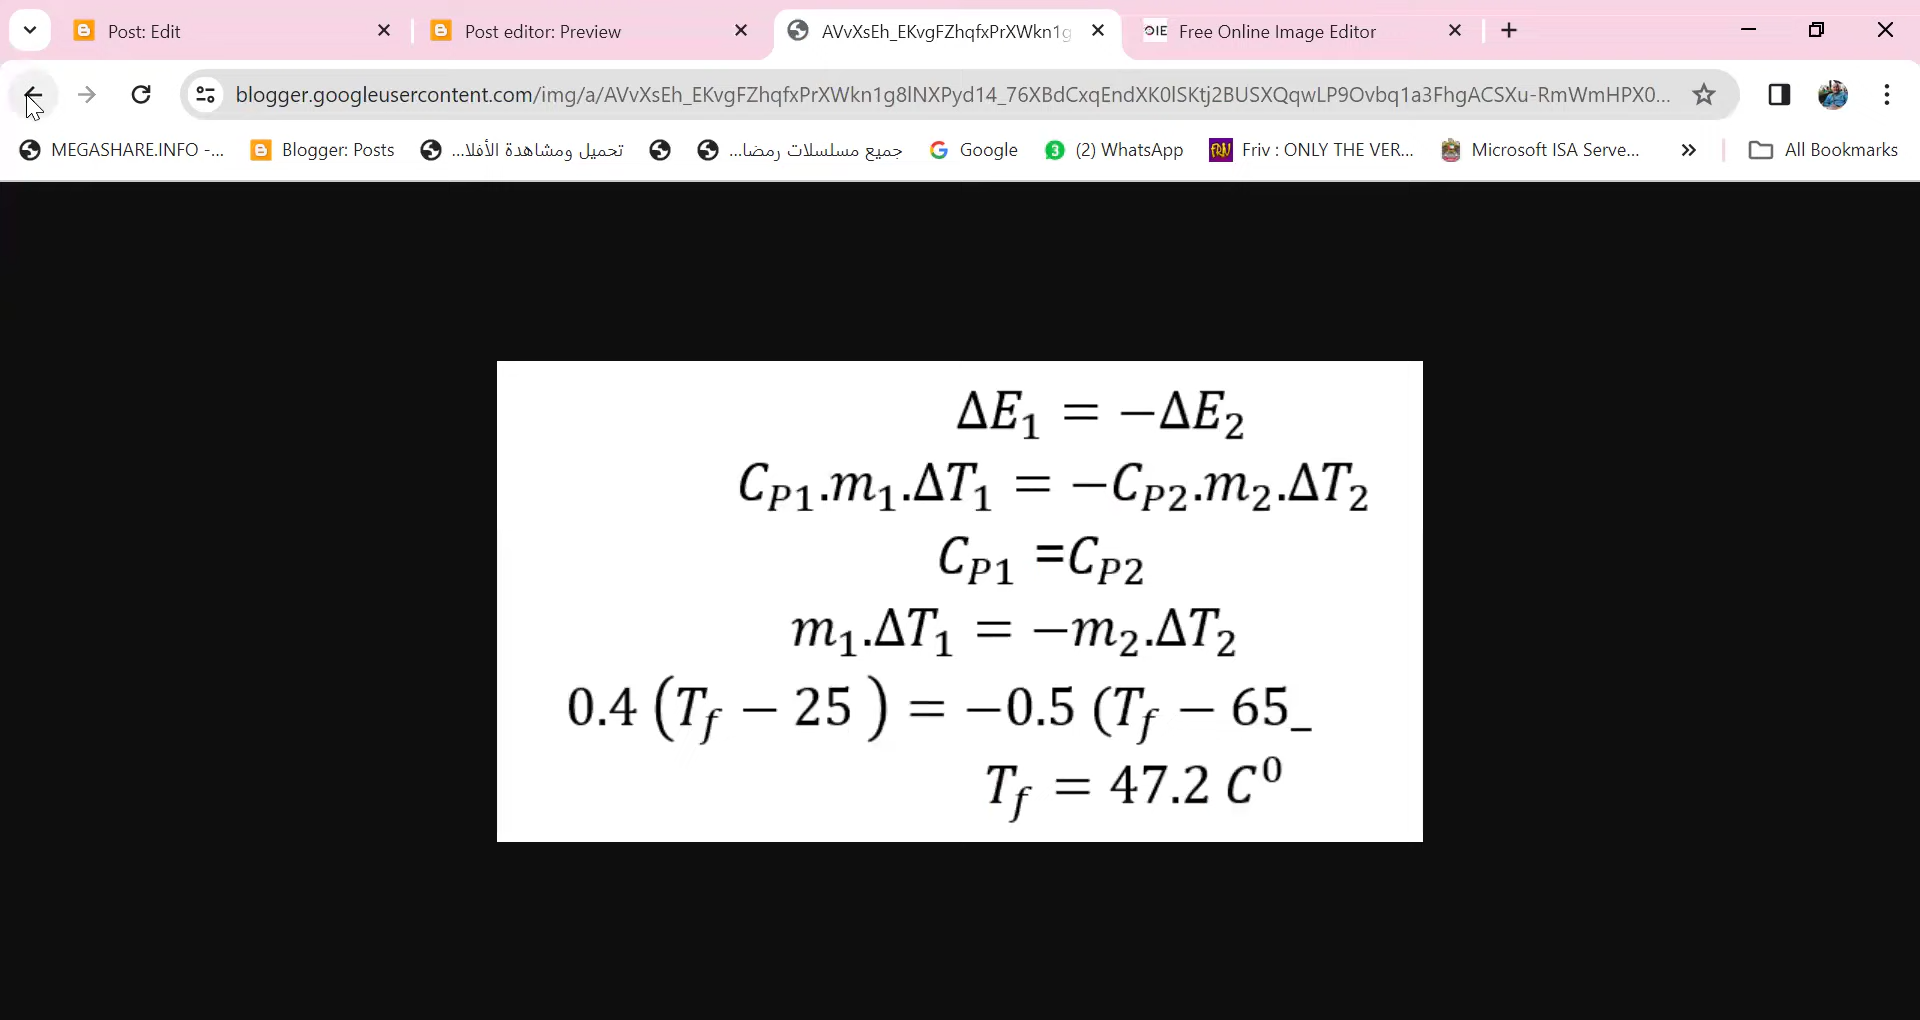 Post: Edit
Post editor: Preview
AVvXsEh_EKvgFZhqfxPrXWkn1g
OIE Free Online Image Editor
blogger.googleusercontent.com/img/a/AVvXsEh_EKvgFZhqfxPrXWkn1g8lNXPyd14_76XBdCxqEndXK0lSKtj2BUSXQqwLP9Ovbq1a3FhgACSXu-RmWmHPX0...
MEGASHARE.INFO -...
Blogger: Posts
تحميل ومشاهدة الأفلا...
جميع مسلسلات رمضا...
Google
(2) WhatsApp
Friv : ONLY THE VER...
Microsoft ISA Serve...
All Bookmarks
ΔE₁ = −ΔE₂
C_P1.m₁.ΔT₁ = −C_P2.m₂.ΔT₂
C_P1 =C_P2
m₁.ΔT₁ = −m₂.ΔT₂
0.4 (T_f − 25 ) = −0.5 (T_f − 65_
T_f = 47.2 C⁰